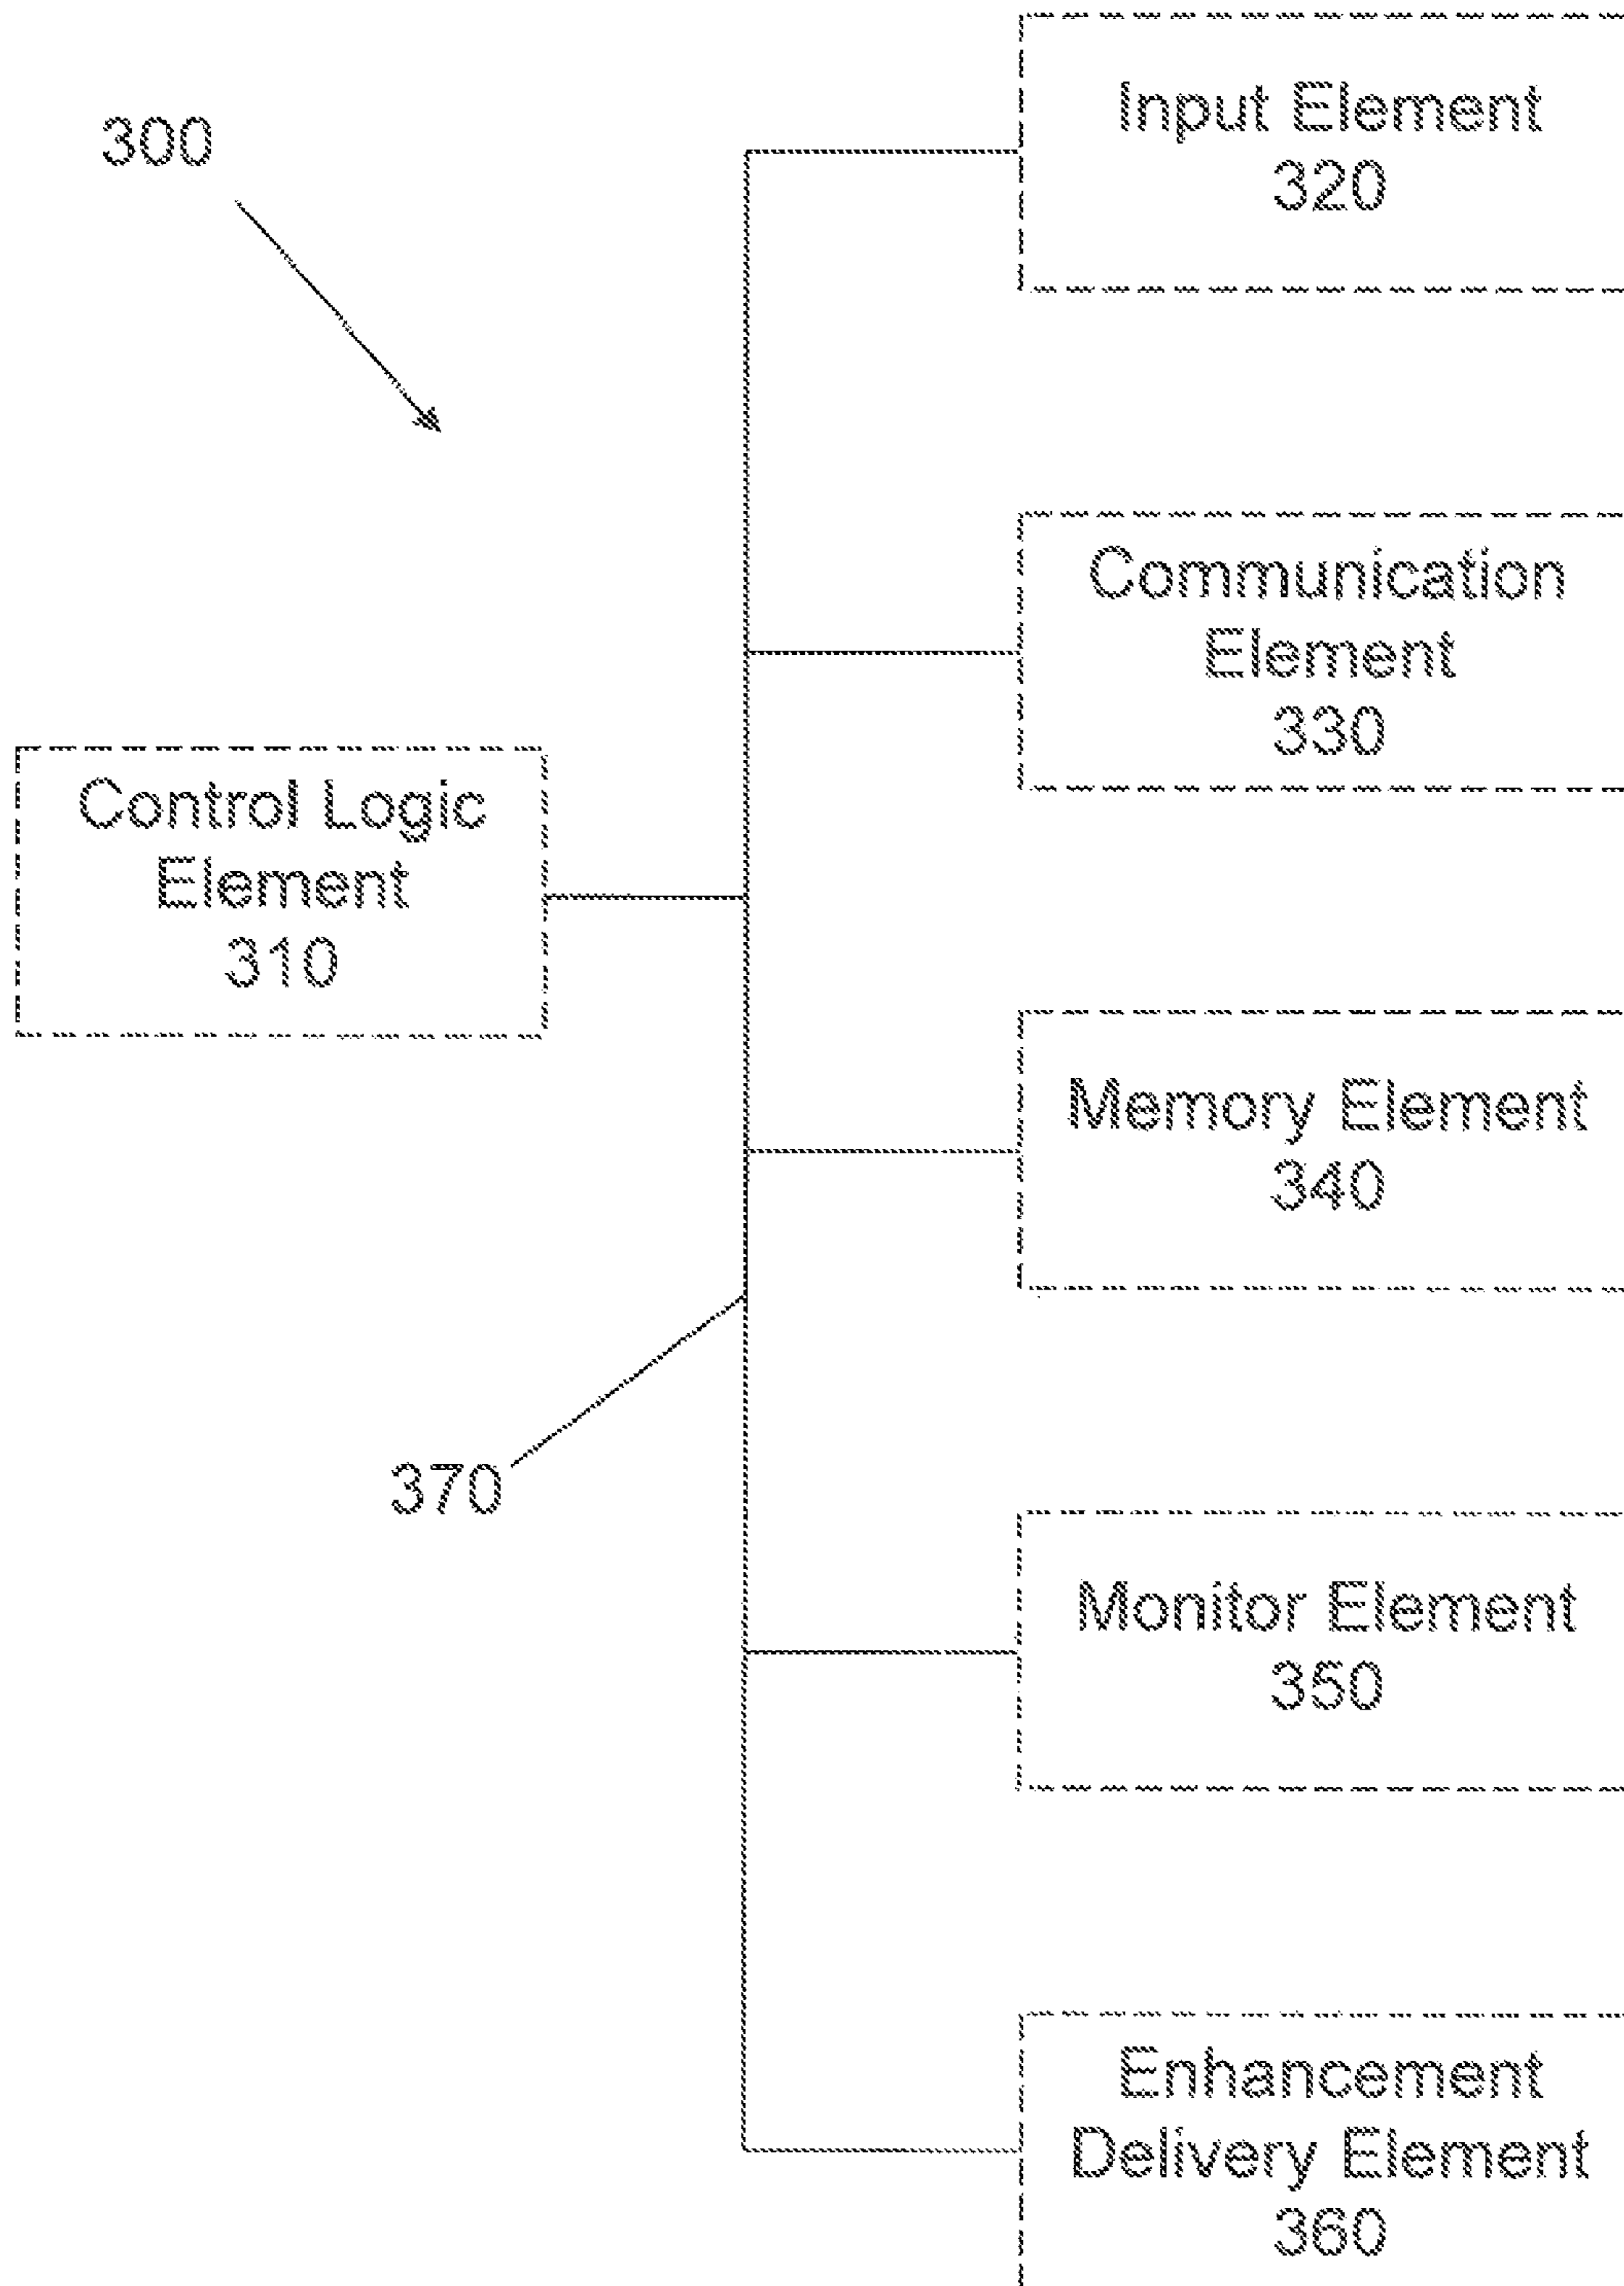 300
Input Element
320
Communication
Element
330
Control Logic
Element
310
Memory Element
340
370
Monitor Element
350
Enhancement
Delivery Element
360